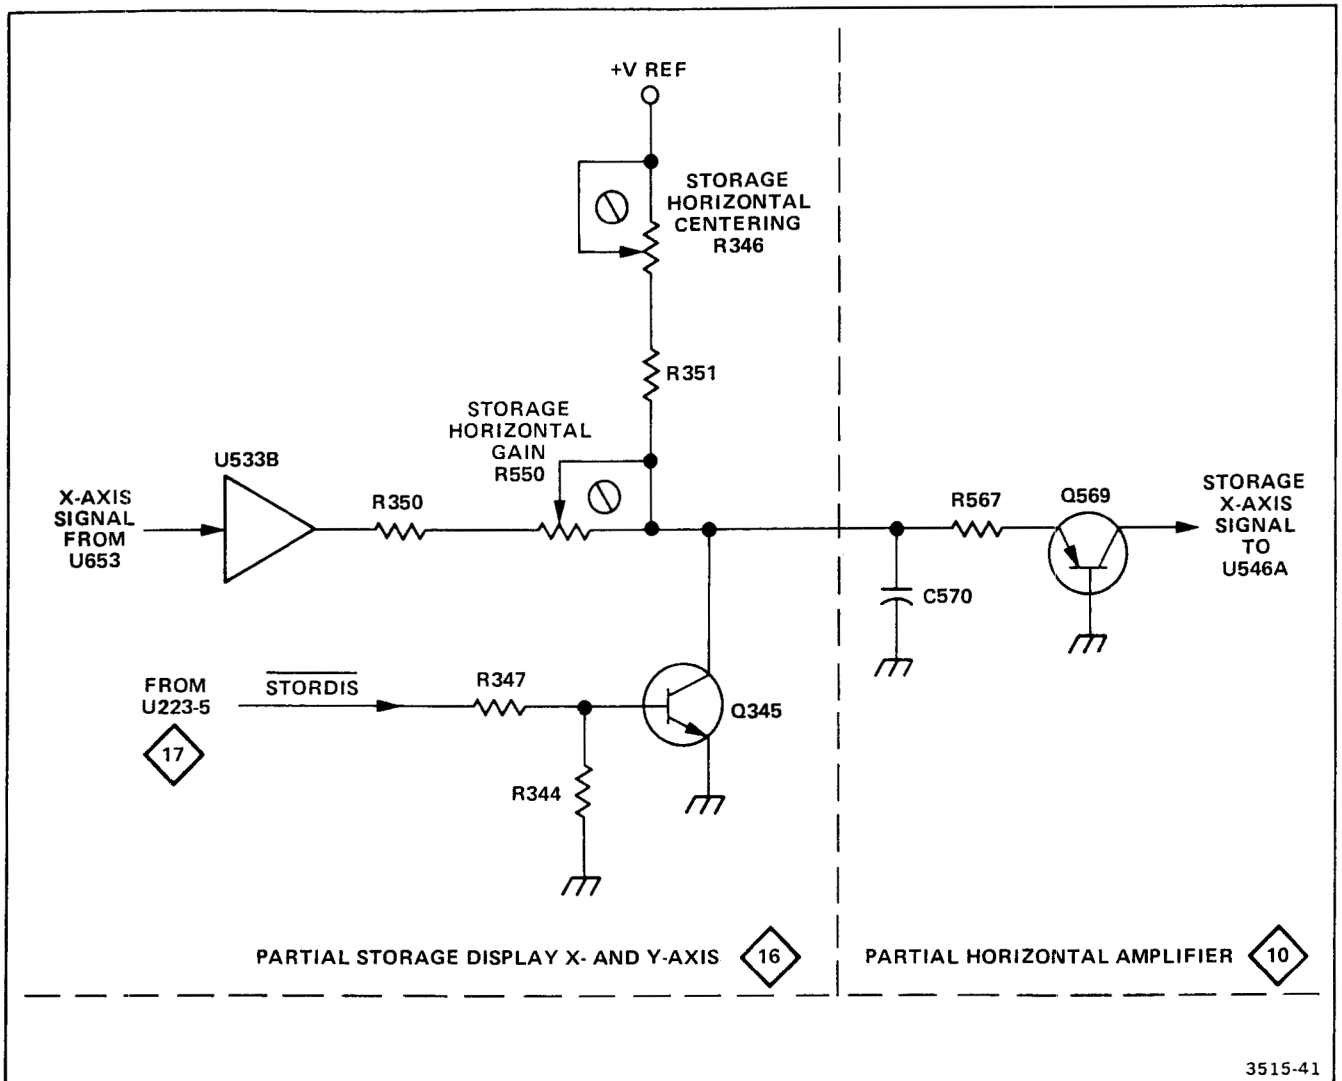 +V REF
STORAGE
HORIZONTAL
CENTERING
R346
R351
STORAGE
HORIZONTAL
GAIN
R550
U533B
X-AXIS
SIGNAL
FROM
U653
R350
R567
Q569
STORAGE
X-AXIS
SIGNAL
TO
U546A
C570
FROM
U223-5
17
STORDIS
R347
Q345
R344
PARTIAL STORAGE DISPLAY X- AND Y-AXIS 16
PARTIAL HORIZONTAL AMPLIFIER 10
3515-41